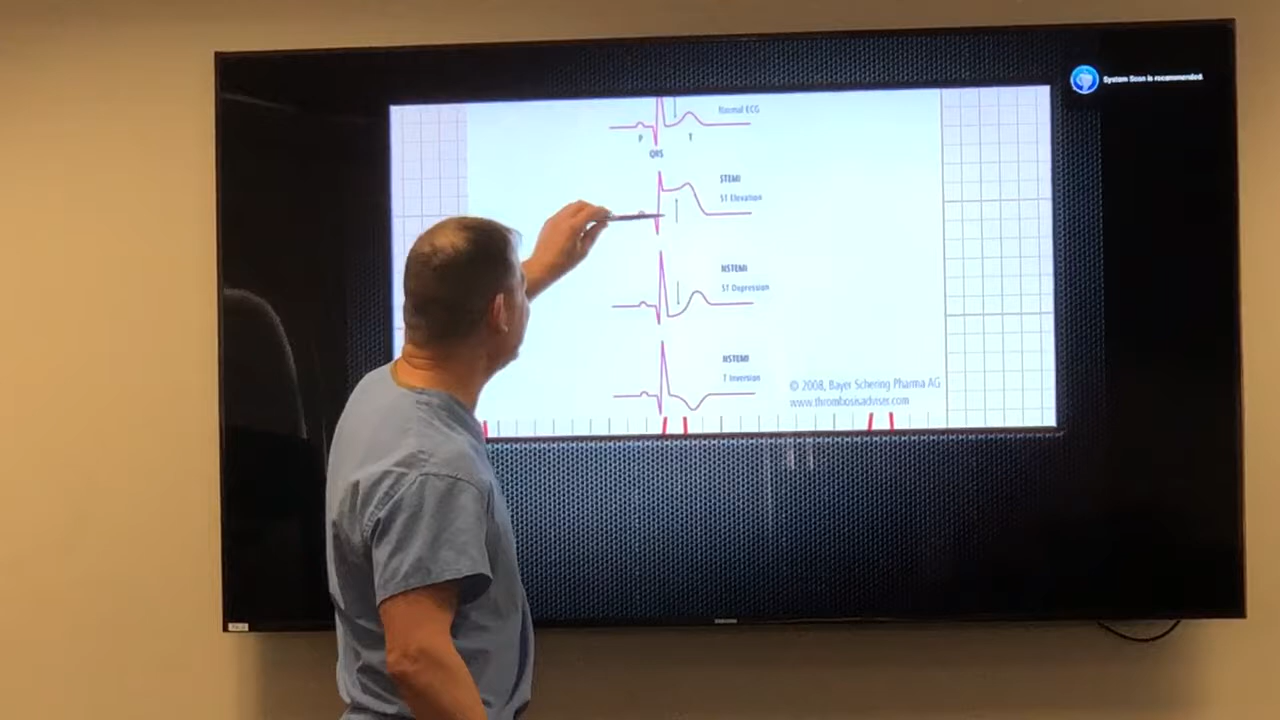 System Scan is recommended.
Normal ECG
P
T
QRS
STEMI
ST Elevation
NSTEMI
ST Depression
NSTEMI
T Inversion
© 2008, Bayer Schering Pharma AG
www.thrombosisadviser.com
SAMSUNG